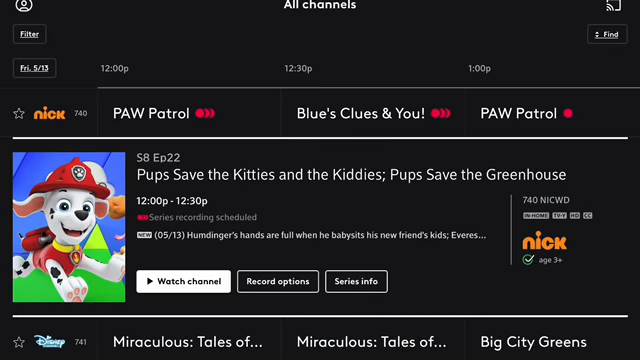 All channels
Filter
Find
Fri, 5/13
12:00p 12:30p 1:00p
nick 740 PAW Patrol Blue's Clues & You! PAW Patrol
S8 Ep22
Pups Save the Kitties and the Kiddies; Pups Save the Greenhouse
12:00p - 12:30p
Series recording scheduled
NEW (05/13) Humdinger's hands are full when he babysits his new friend's kids; Everes...
740 NICWD
IN-HOME TV-Y HD CC
nick
age 3+
Watch channel Record options Series info
Disney 741 Miraculous: Tales of... Miraculous: Tales of... Big City Greens